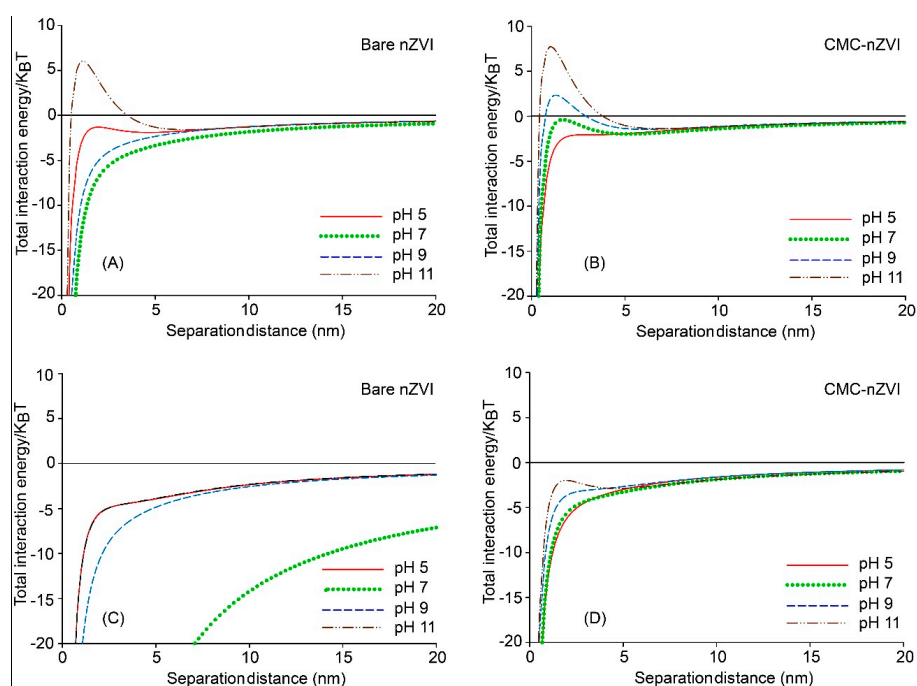 Bare nZVI
10
5
0
-5
-10
-15
-20
Total interaction energy/KBT
pH 5
pH 7
pH 9
pH 11
(A)
0 5 10 15 20
Separation distance (nm)
CMC-nZVI
10
5
0
-5
-10
-15
-20
Total interaction energy/KBT
pH 5
pH 7
pH 9
pH 11
(B)
0 5 10 15 20
Separation distance (nm)
Bare nZVI
10
5
0
-5
-10
-15
-20
Total interaction energy/KBT
pH 5
pH 7
pH 9
pH 11
(C)
0 5 10 15 20
Separation distance (nm)
CMC-nZVI
10
5
0
-5
-10
-15
-20
Total interaction energy/KBT
pH 5
pH 7
pH 9
pH 11
(D)
0 5 10 15 20
Separation distance (nm)